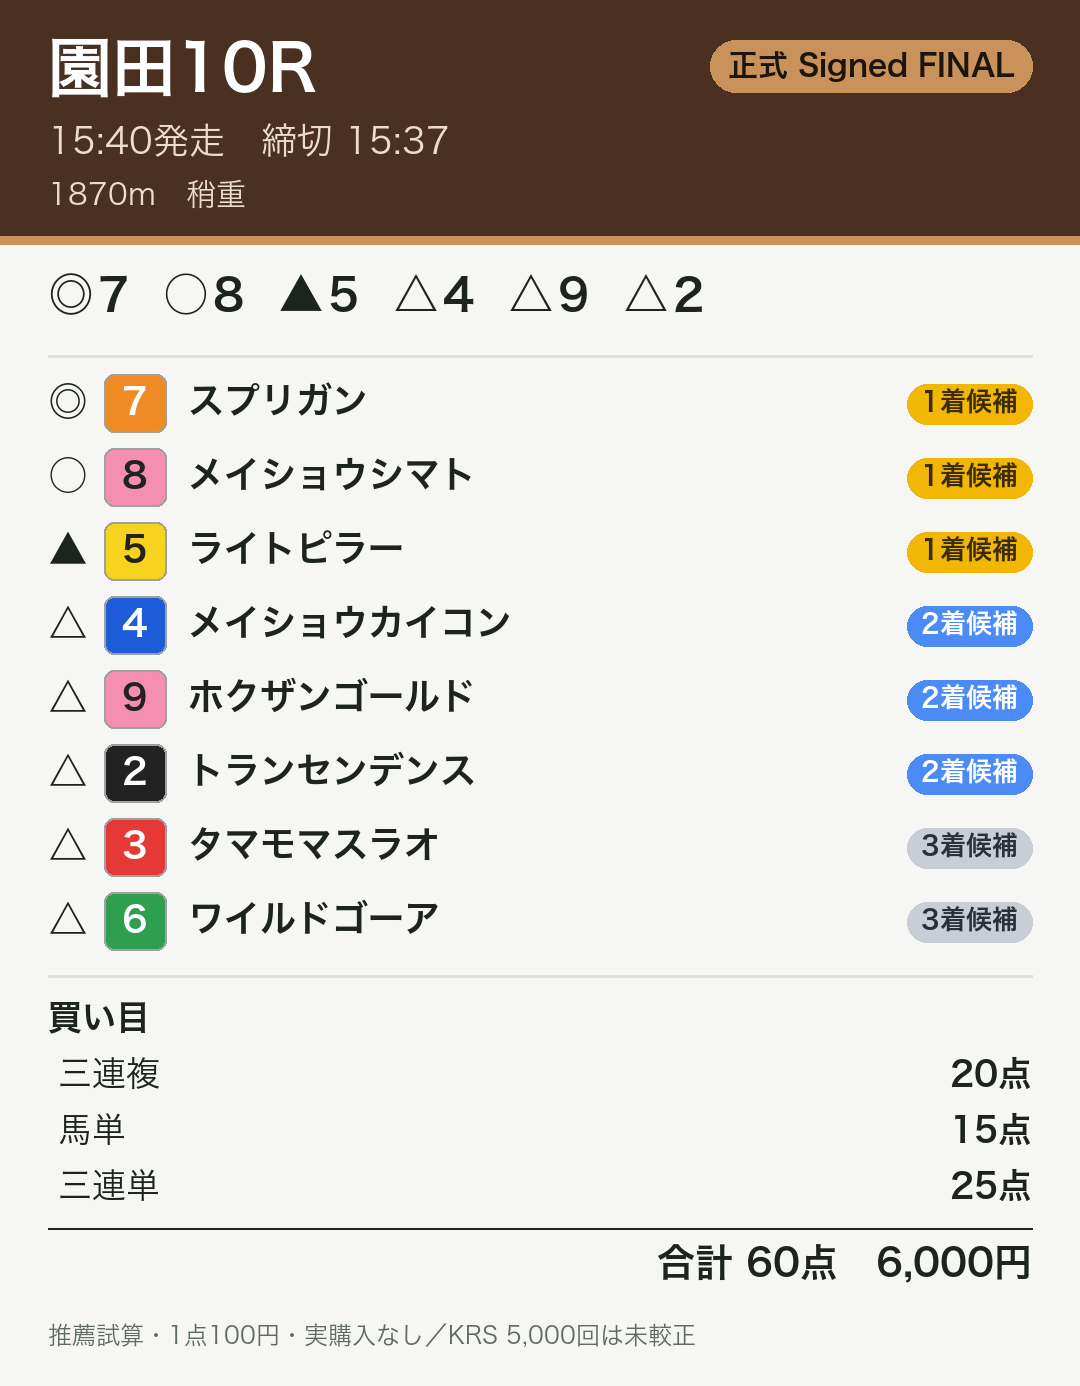 園田10R
正式 Signed FINAL
15:40発走　締切 15:37
1870m　稍重
◎7 ○8 ▲5 △4 △9 △2
◎ 7 スプリガン 1着候補
○ 8 メイショウシマト 1着候補
▲ 5 ライトピラー 1着候補
△ 4 メイショウカイコン 2着候補
△ 9 ホクザンゴールド 2着候補
△ 2 トランセンデンス 2着候補
△ 3 タマモマスラオ 3着候補
△ 6 ワイルドゴーア 3着候補
買い目
三連複 20点
馬単 15点
三連単 25点
合計 60点　6,000円
推薦試算・1点100円・実購入なし／KRS 5,000回は未較正